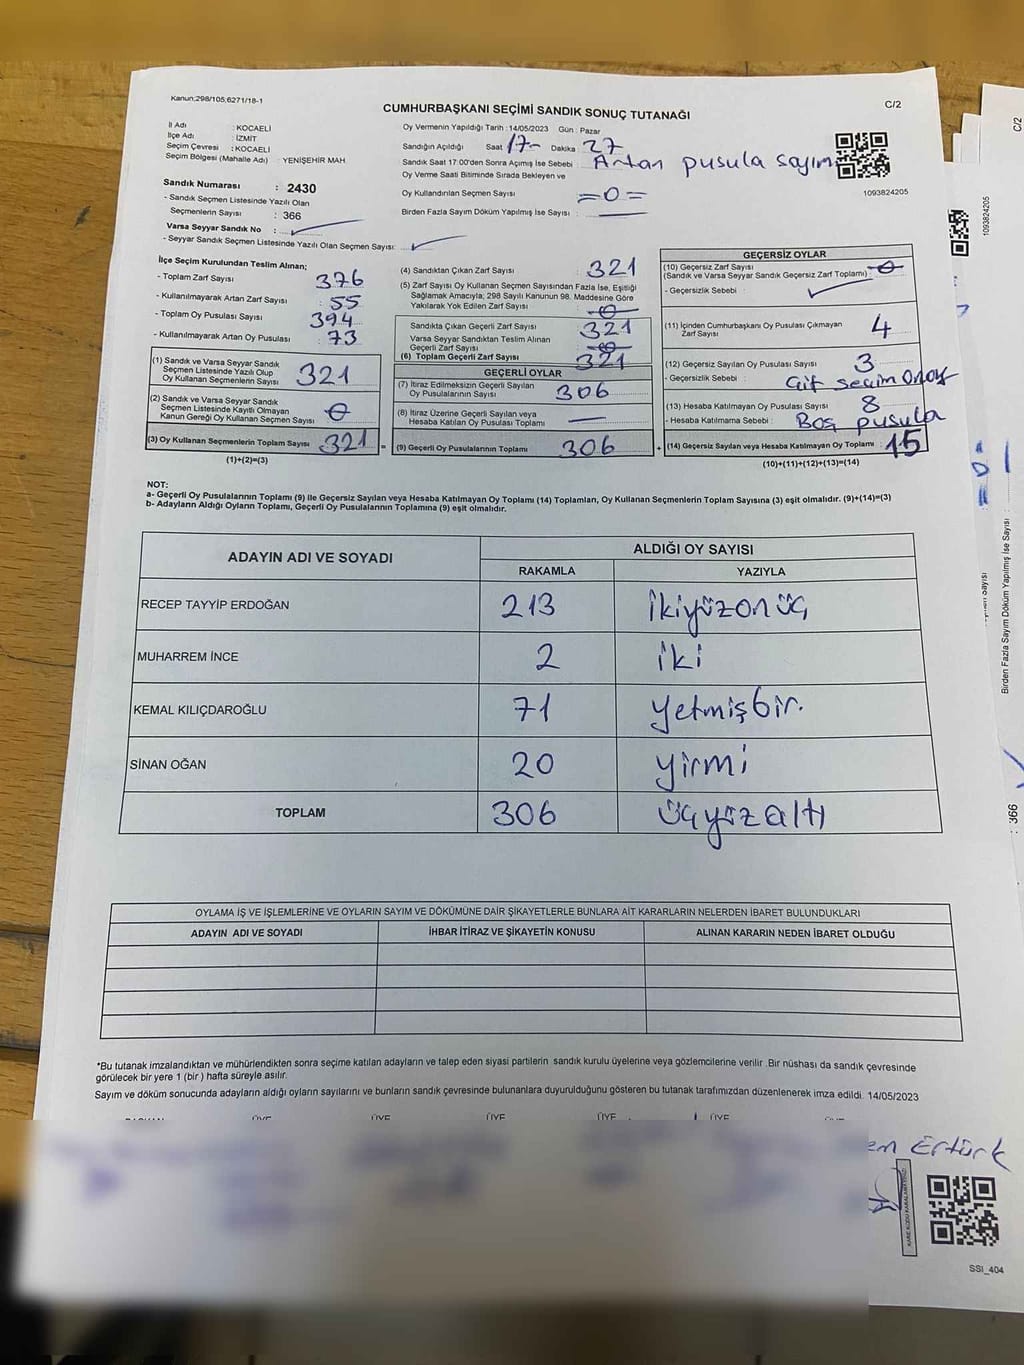 Kanun:298/105;6271/18-1
C/2
CUMHURBAŞKANI SEÇİMİ SANDIK SONUÇ TUTANAĞI
İl Adı : KOCAELİ
İlçe Adı : İZMİT
Seçim Çevresi : KOCAELİ
Seçim Bölgesi (Mahalle Adı) : YENİŞEHİR MAH
Sandık Numarası : 2430
- Sandık Seçmen Listesinde Yazılı Olan
Seçmenlerin Sayısı : 366
Varsa Seyyar Sandık No :
- Seyyar Sandık Seçmen Listesinde Yazılı Olan Seçmen Sayısı:
Oy Vermenin Yapıldığı Tarih : 14/05/2023 Gün : Pazar
Sandığın Açıldığı Saat 17- Dakika 27
Sandık Saat 17:00'den Sonra Açımış İse Sebebi : Artan pusula sayım
Oy Verme Saati Bitiminde Sırada Bekleyen ve
Oy Kullandırılan Seçmen Sayısı =0=
Birden Fazla Sayım Döküm Yapılmış İse Sayısı :
1093824205
İlçe Seçim Kurulundan Teslim Alınan;
- Toplam Zarf Sayısı 376
- Kullanılmayarak Artan Zarf Sayısı : 55
- Toplam Oy Pusulası Sayısı 394
- Kullanılmayarak Artan Oy Pusulası : 73
(1) Sandık ve Varsa Seyyar Sandık
Seçmen Listesinde Yazılı Olup
Oy Kullanan Seçmenlerin Sayısı : 321
(2) Sandık ve Varsa Seyyar Sandık
Seçmen Listesinde Kayıtlı Olmayan
Kanun Gereği Oy Kullanan Seçmen Sayısı : 0
(3) Oy Kullanan Seçmenlerin Toplam Sayısı : 321
(1)+(2)=(3)
(4) Sandıktan Çıkan Zarf Sayısı : 321
(5) Zarf Sayısı Oy Kullanan Seçmen Sayısından Fazla İse, Eşitliği
Sağlamak Amacıyla; 298 Sayılı Kanunun 98. Maddesine Göre
Yakılarak Yok Edilen Zarf Sayısı : 0
Sandıkta Çıkan Geçerli Zarf Sayısı : 321
Varsa Seyyar Sandıktan Teslim Alınan
Geçerli Zarf Sayısı : 0
(6) Toplam Geçerli Zarf Sayısı 321
GEÇERLİ OYLAR
(7) İtiraz Edilmeksizin Geçerli Sayılan
Oy Pusulalarının Sayısı : 306
(8) İtiraz Üzerine Geçerli Sayılan veya
Hesaba Katılan Oy Pusulası Toplamı
(9) Geçerli Oy Pusulalarının Toplamı 306
GEÇERSİZ OYLAR
(10) Geçersiz Zarf Sayısı : 0
(Sandık ve Varsa Seyyar Sandık Geçersiz Zarf Toplamı)
- Geçersizlik Sebebi :
(11) İçinden Cumhurbaşkanı Oy Pusulası Çıkmayan
Zarf Sayısı 4
(12) Geçersiz Sayılan Oy Pusulası Sayısı : 3
- Geçersizlik Sebebi : Çift Seçim Onay
(13) Hesaba Katılmayan Oy Pusulası Sayısı : 8
- Hesaba Katılmama Sebebi : Boş pusula
(14) Geçersiz Sayılan veya Hesaba Katılmayan Oy Toplamı : 15
(10)+(11)+(12)+(13)=(14)
NOT:
a- Geçerli Oy Pusulalarının Toplamı (9) ile Geçersiz Sayılan veya Hesaba Katılmayan Oy Toplamı (14) Toplamları, Oy Kullanan Seçmenlerin Toplam Sayısına (3) eşit olmalıdır. (9)+(14)=(3)
b- Adayların Aldığı Oyların Toplamı, Geçerli Oy Pusulalarının Toplamına (9) eşit olmalıdır.
ADAYIN ADI VE SOYADI
ALDIĞI OY SAYISI
RAKAMLA YAZIYLA
RECEP TAYYİP ERDOĞAN 213 ikiyüzonüç
MUHARREM İNCE 2 iki
KEMAL KILIÇDAROĞLU 71 yetmişbir.
SİNAN OĞAN 20 yirmi
TOPLAM 306 üçyüzaltı
OYLAMA İŞ VE İŞLEMLERİNE VE OYLARIN SAYIM VE DÖKÜMÜNE DAİR ŞİKAYETLERLE BUNLARA AİT KARARLARIN NELERDEN İBARET BULUNDUKLARI
ADAYIN ADI VE SOYADI İHBAR İTİRAZ VE ŞİKAYETİN KONUSU ALINAN KARARIN NEDEN İBARET OLDUĞU
*Bu tutanak imzalandıktan ve mühürlendikten sonra seçime katılan adayların ve talep eden siyasi partilerin sandık kurulu üyelerine veya gözlemcilerine verilir .Bir nüshası da sandık çevresinde
görülecek bir yere 1 (bir ) hafta süreyle asılır.
Sayım ve döküm sonucunda adayların aldığı oyların sayılarını ve bunların sandık çevresinde bulunanlara duyurulduğunu gösteren bu tutanak tarafımızdan düzenlenerek imza edildi. 14/05/2023
ÜYE ÜYE ÜYE ÜYE
Ertürk
SSI_404
C/2
1093824205
=0=
Birden Fazla Sayım Döküm Yapılmış İse Sayısı :
: 366